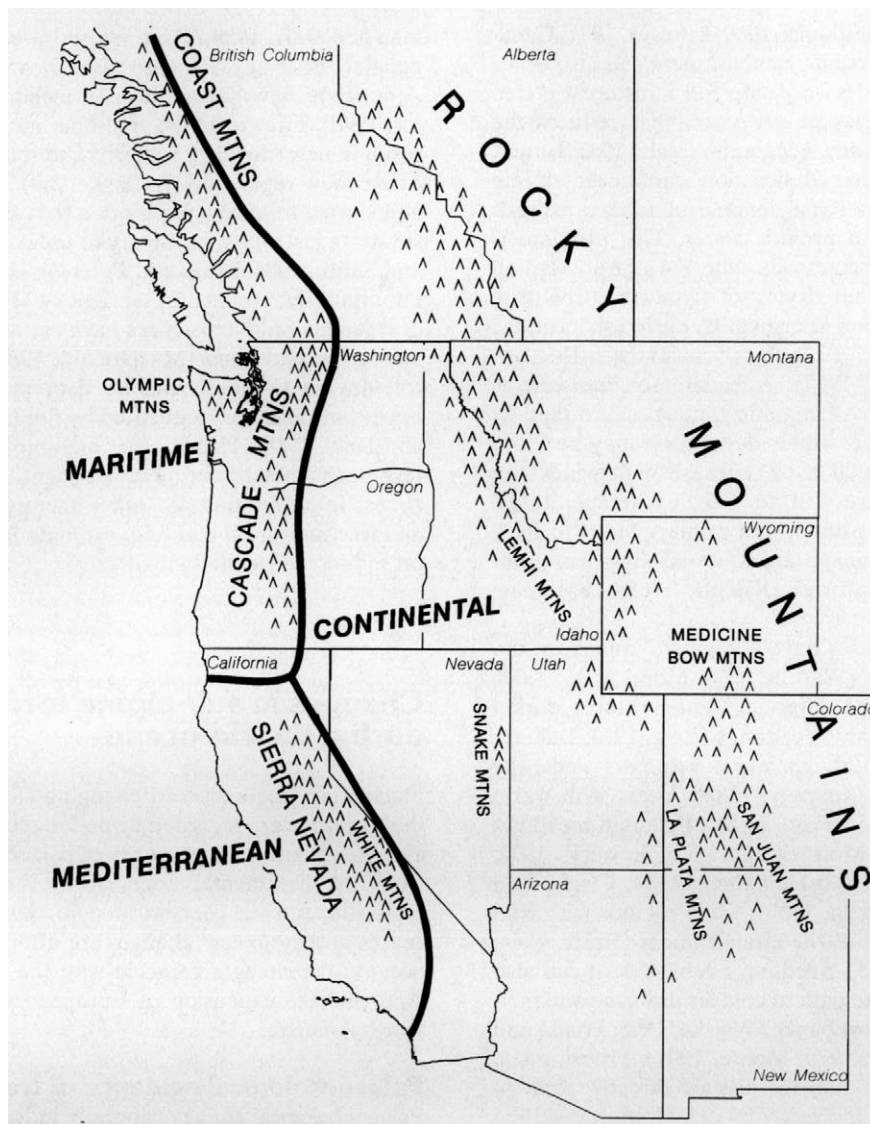 British Columbia
Alberta
COAST MTNS
ROCKY MOUNTAINS
Washington
Montana
OLYMPIC
MTNS
MARITIME
CASCADE MTNS
Oregon
LEMHI MTNS
Wyoming
CONTINENTAL
Idaho
MEDICINE
BOW MTNS
California
Nevada
Utah
Colorado
SNAKE MTNS
SIERRA NEVADA
WHITE MTNS
LA PLATA MTNS
SAN JUAN MTNS
MEDITERRANEAN
Arizona
New Mexico